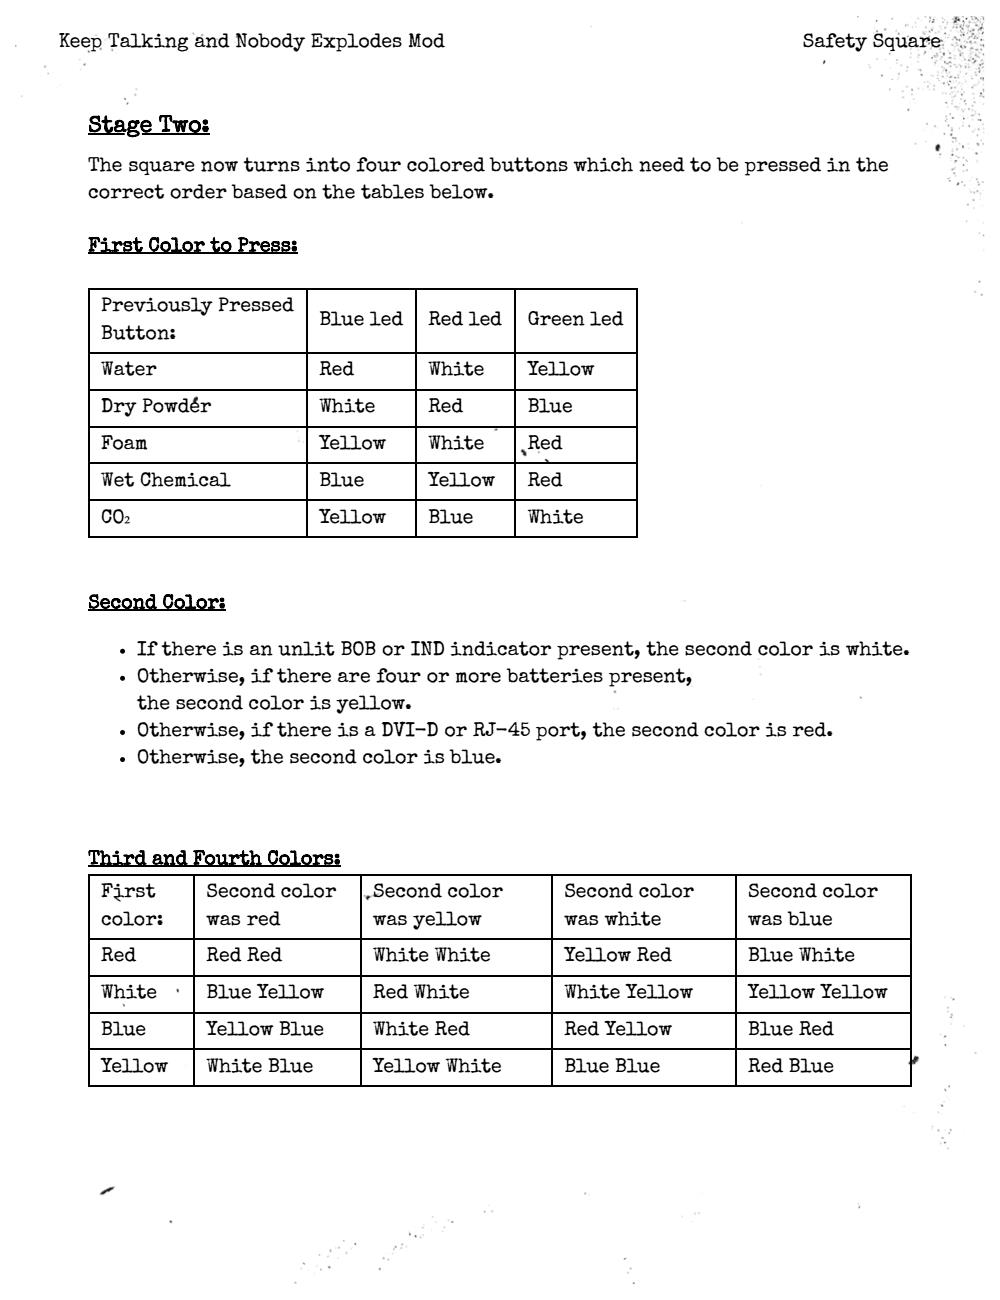 Keep Talking and Nobody Explodes Mod Safety Square
Stage Two:
The square now turns into four colored buttons which need to be pressed in the
correct order based on the tables below.
First Color to Press:
Previously Pressed Button: Blue led Red led Green led
Water Red White Yellow
Dry Powder White Red Blue
Foam Yellow White Red
Wet Chemical Blue Yellow Red
CO₂ Yellow Blue White
Second Color:
• If there is an unlit BOB or IND indicator present, the second color is white.
• Otherwise, if there are four or more batteries present,
the second color is yellow.
• Otherwise, if there is a DVI-D or RJ-45 port, the second color is red.
• Otherwise, the second color is blue.
Third and Fourth Colors:
First color: Second color was red Second color was yellow Second color was white Second color was blue
Red Red Red White White Yellow Red Blue White
White Blue Yellow Red White White Yellow Yellow Yellow
Blue Yellow Blue White Red Red Yellow Blue Red
Yellow White Blue Yellow White Blue Blue Red Blue